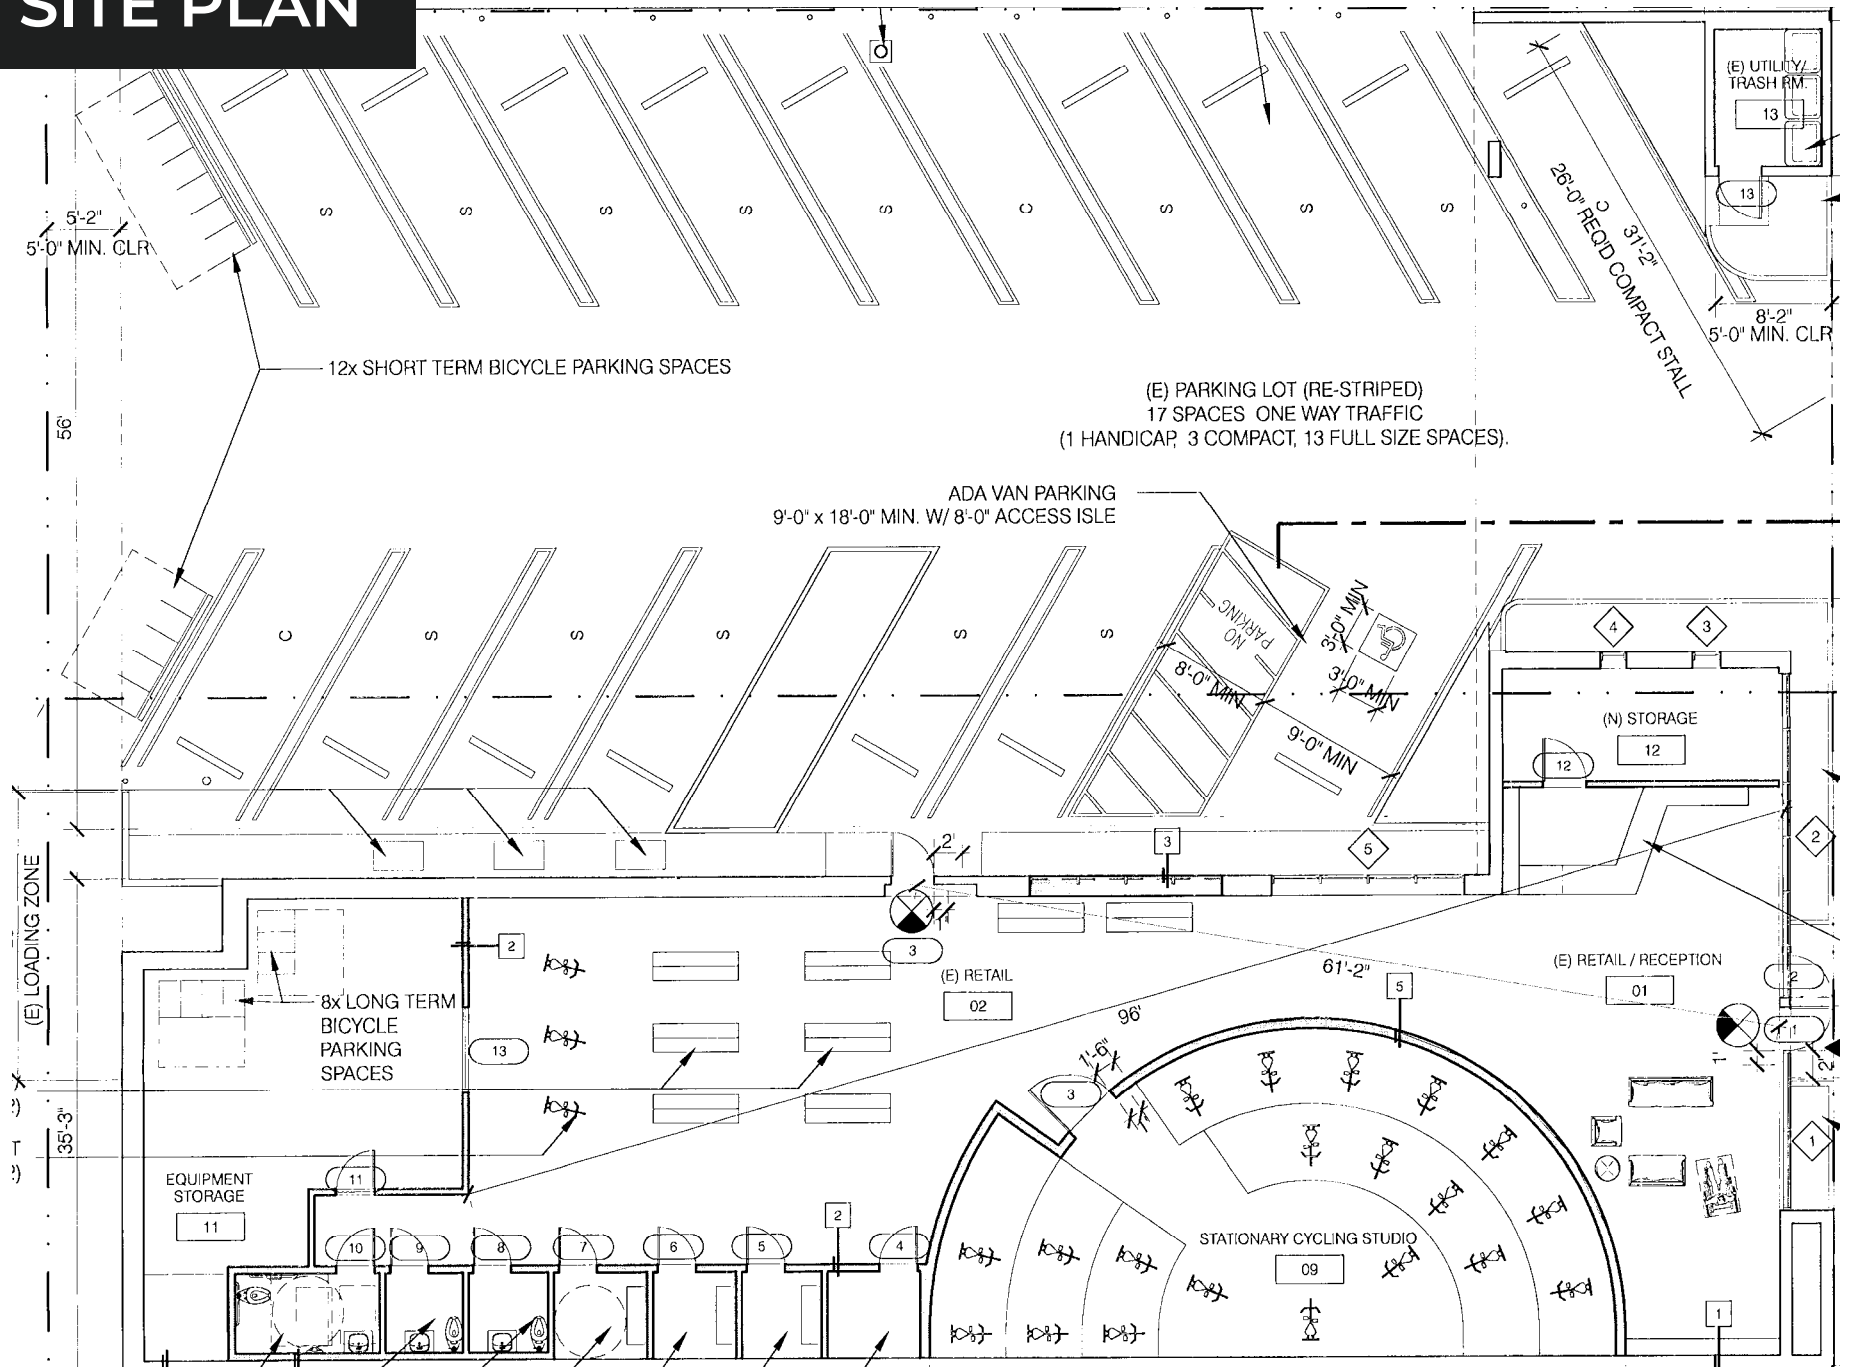 SITE PLAN
(E) UTILITY/
TRASH RM.
13
13
S
S
S
S
S
C
S
S
S
C
5'-2"
5'-0" MIN. CLR
31'-2"
26'-0" REQ'D COMPACT STALL
8'-2"
5'-0" MIN. CLR
12x SHORT TERM BICYCLE PARKING SPACES
56'
(E) PARKING LOT (RE-STRIPED)
17 SPACES ONE WAY TRAFFIC
(1 HANDICAP, 3 COMPACT, 13 FULL SIZE SPACES).
ADA VAN PARKING
9'-0" x 18'-0" MIN. W/ 8'-0" ACCESS ISLE
C
S
S
S
S
S
NO
PARKING
3'-0" MIN
3'-0" MIN
8'-0" MIN
9'-0" MIN
4
3
(N) STORAGE
12
12
C
2
(E) LOADING ZONE
2'
3
5
2
3
(E) RETAIL
02
61'-2"
5
(E) RETAIL / RECEPTION
01
2
1
1'
2'
8x LONG TERM
BICYCLE
PARKING
SPACES
13
96'
1'-6"
3
1'
1
35'-3"
EQUIPMENT
STORAGE
11
11
2
10
9
8
7
6
5
4
STATIONARY CYCLING STUDIO
09
1